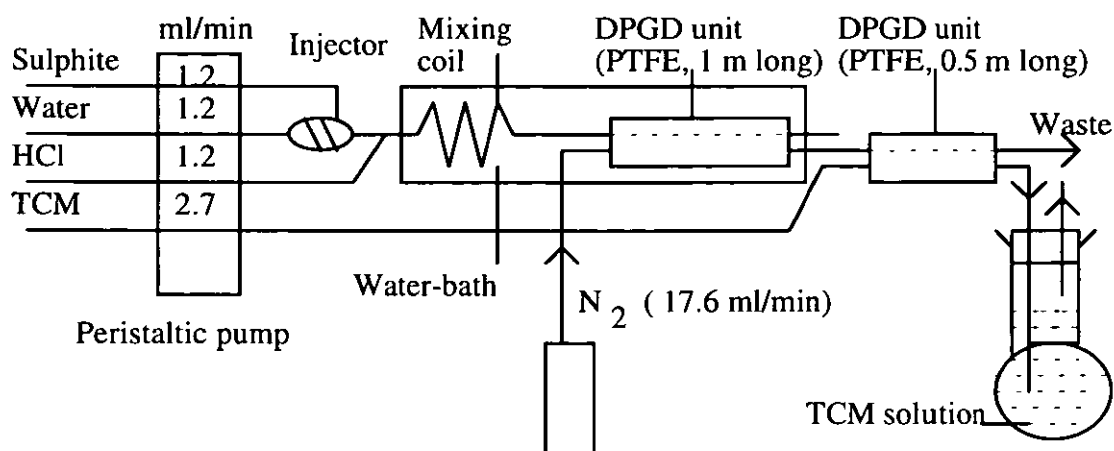 ml/min
Injector
Mixing
coil
DPGD unit
(PTFE, 1 m long)
DPGD unit
(PTFE, 0.5 m long)
Sulphite
1.2
Water
1.2
HCl
1.2
TCM
2.7
Waste
Water-bath
N2 ( 17.6 ml/min)
Peristaltic pump
TCM solution